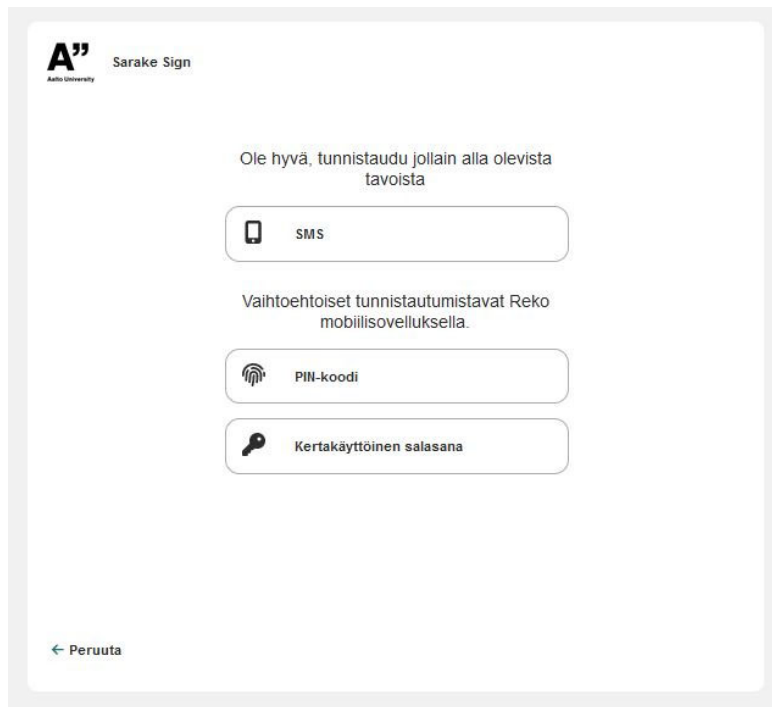 A”
Aalto University
Sarake Sign
Ole hyvä, tunnistaudu jollain alla olevista
tavoista
SMS
Vaihtoehtoiset tunnistautumistavat Reko
mobiilisovelluksella.
PIN-koodi
Kertakäyttöinen salasana
← Peruuta